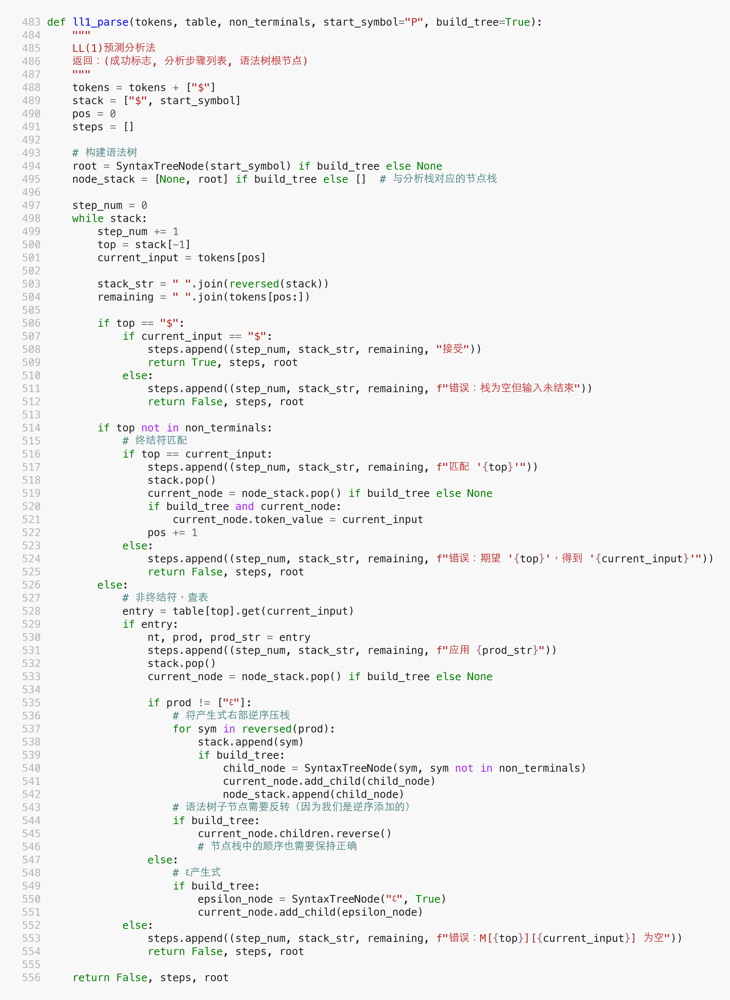 483 def ll1_parse(tokens, table, non_terminals, start_symbol="P", build_tree=True):
484     """
485     LL(1)预测分析法
486     返回：(成功标志, 分析步骤列表, 语法树根节点)
487     """
488     tokens = tokens + ["$"]
489     stack = ["$", start_symbol]
490     pos = 0
491     steps = []
492
493     # 构建语法树
494     root = SyntaxTreeNode(start_symbol) if build_tree else None
495     node_stack = [None, root] if build_tree else []  # 与分析栈对应的节点栈
496
497     step_num = 0
498     while stack:
499         step_num += 1
500         top = stack[-1]
501         current_input = tokens[pos]
502
503         stack_str = " ".join(reversed(stack))
504         remaining = " ".join(tokens[pos:])
505
506         if top == "$":
507             if current_input == "$":
508                 steps.append((step_num, stack_str, remaining, "接受"))
509                 return True, steps, root
510             else:
511                 steps.append((step_num, stack_str, remaining, f"错误：栈为空但输入未结束"))
512                 return False, steps, root
513
514         if top not in non_terminals:
515             # 终结符匹配
516             if top == current_input:
517                 steps.append((step_num, stack_str, remaining, f"匹配 '{top}'"))
518                 stack.pop()
519                 current_node = node_stack.pop() if build_tree else None
520                 if build_tree and current_node:
521                     current_node.token_value = current_input
522                 pos += 1
523             else:
524                 steps.append((step_num, stack_str, remaining, f"错误：期望 '{top}'，得到 '{current_input}'"))
525                 return False, steps, root
526         else:
527             # 非终结符，查表
528             entry = table[top].get(current_input)
529             if entry:
530                 nt, prod, prod_str = entry
531                 steps.append((step_num, stack_str, remaining, f"应用 {prod_str}"))
532                 stack.pop()
533                 current_node = node_stack.pop() if build_tree else None
534
535                 if prod != ["ε"]:
536                     # 将产生式右部逆序压栈
537                     for sym in reversed(prod):
538                         stack.append(sym)
539                         if build_tree:
540                             child_node = SyntaxTreeNode(sym, sym not in non_terminals)
541                             current_node.add_child(child_node)
542                             node_stack.append(child_node)
543                     # 语法树子节点需要反转（因为我们是逆序添加的）
544                     if build_tree:
545                         current_node.children.reverse()
546                         # 节点栈中的顺序也需要保持正确
547                 else:
548                     # ε产生式
549                     if build_tree:
550                         epsilon_node = SyntaxTreeNode("ε", True)
551                         current_node.add_child(epsilon_node)
552             else:
553                 steps.append((step_num, stack_str, remaining, f"错误：M[{top}][{current_input}] 为空"))
554                 return False, steps, root
555
556     return False, steps, root